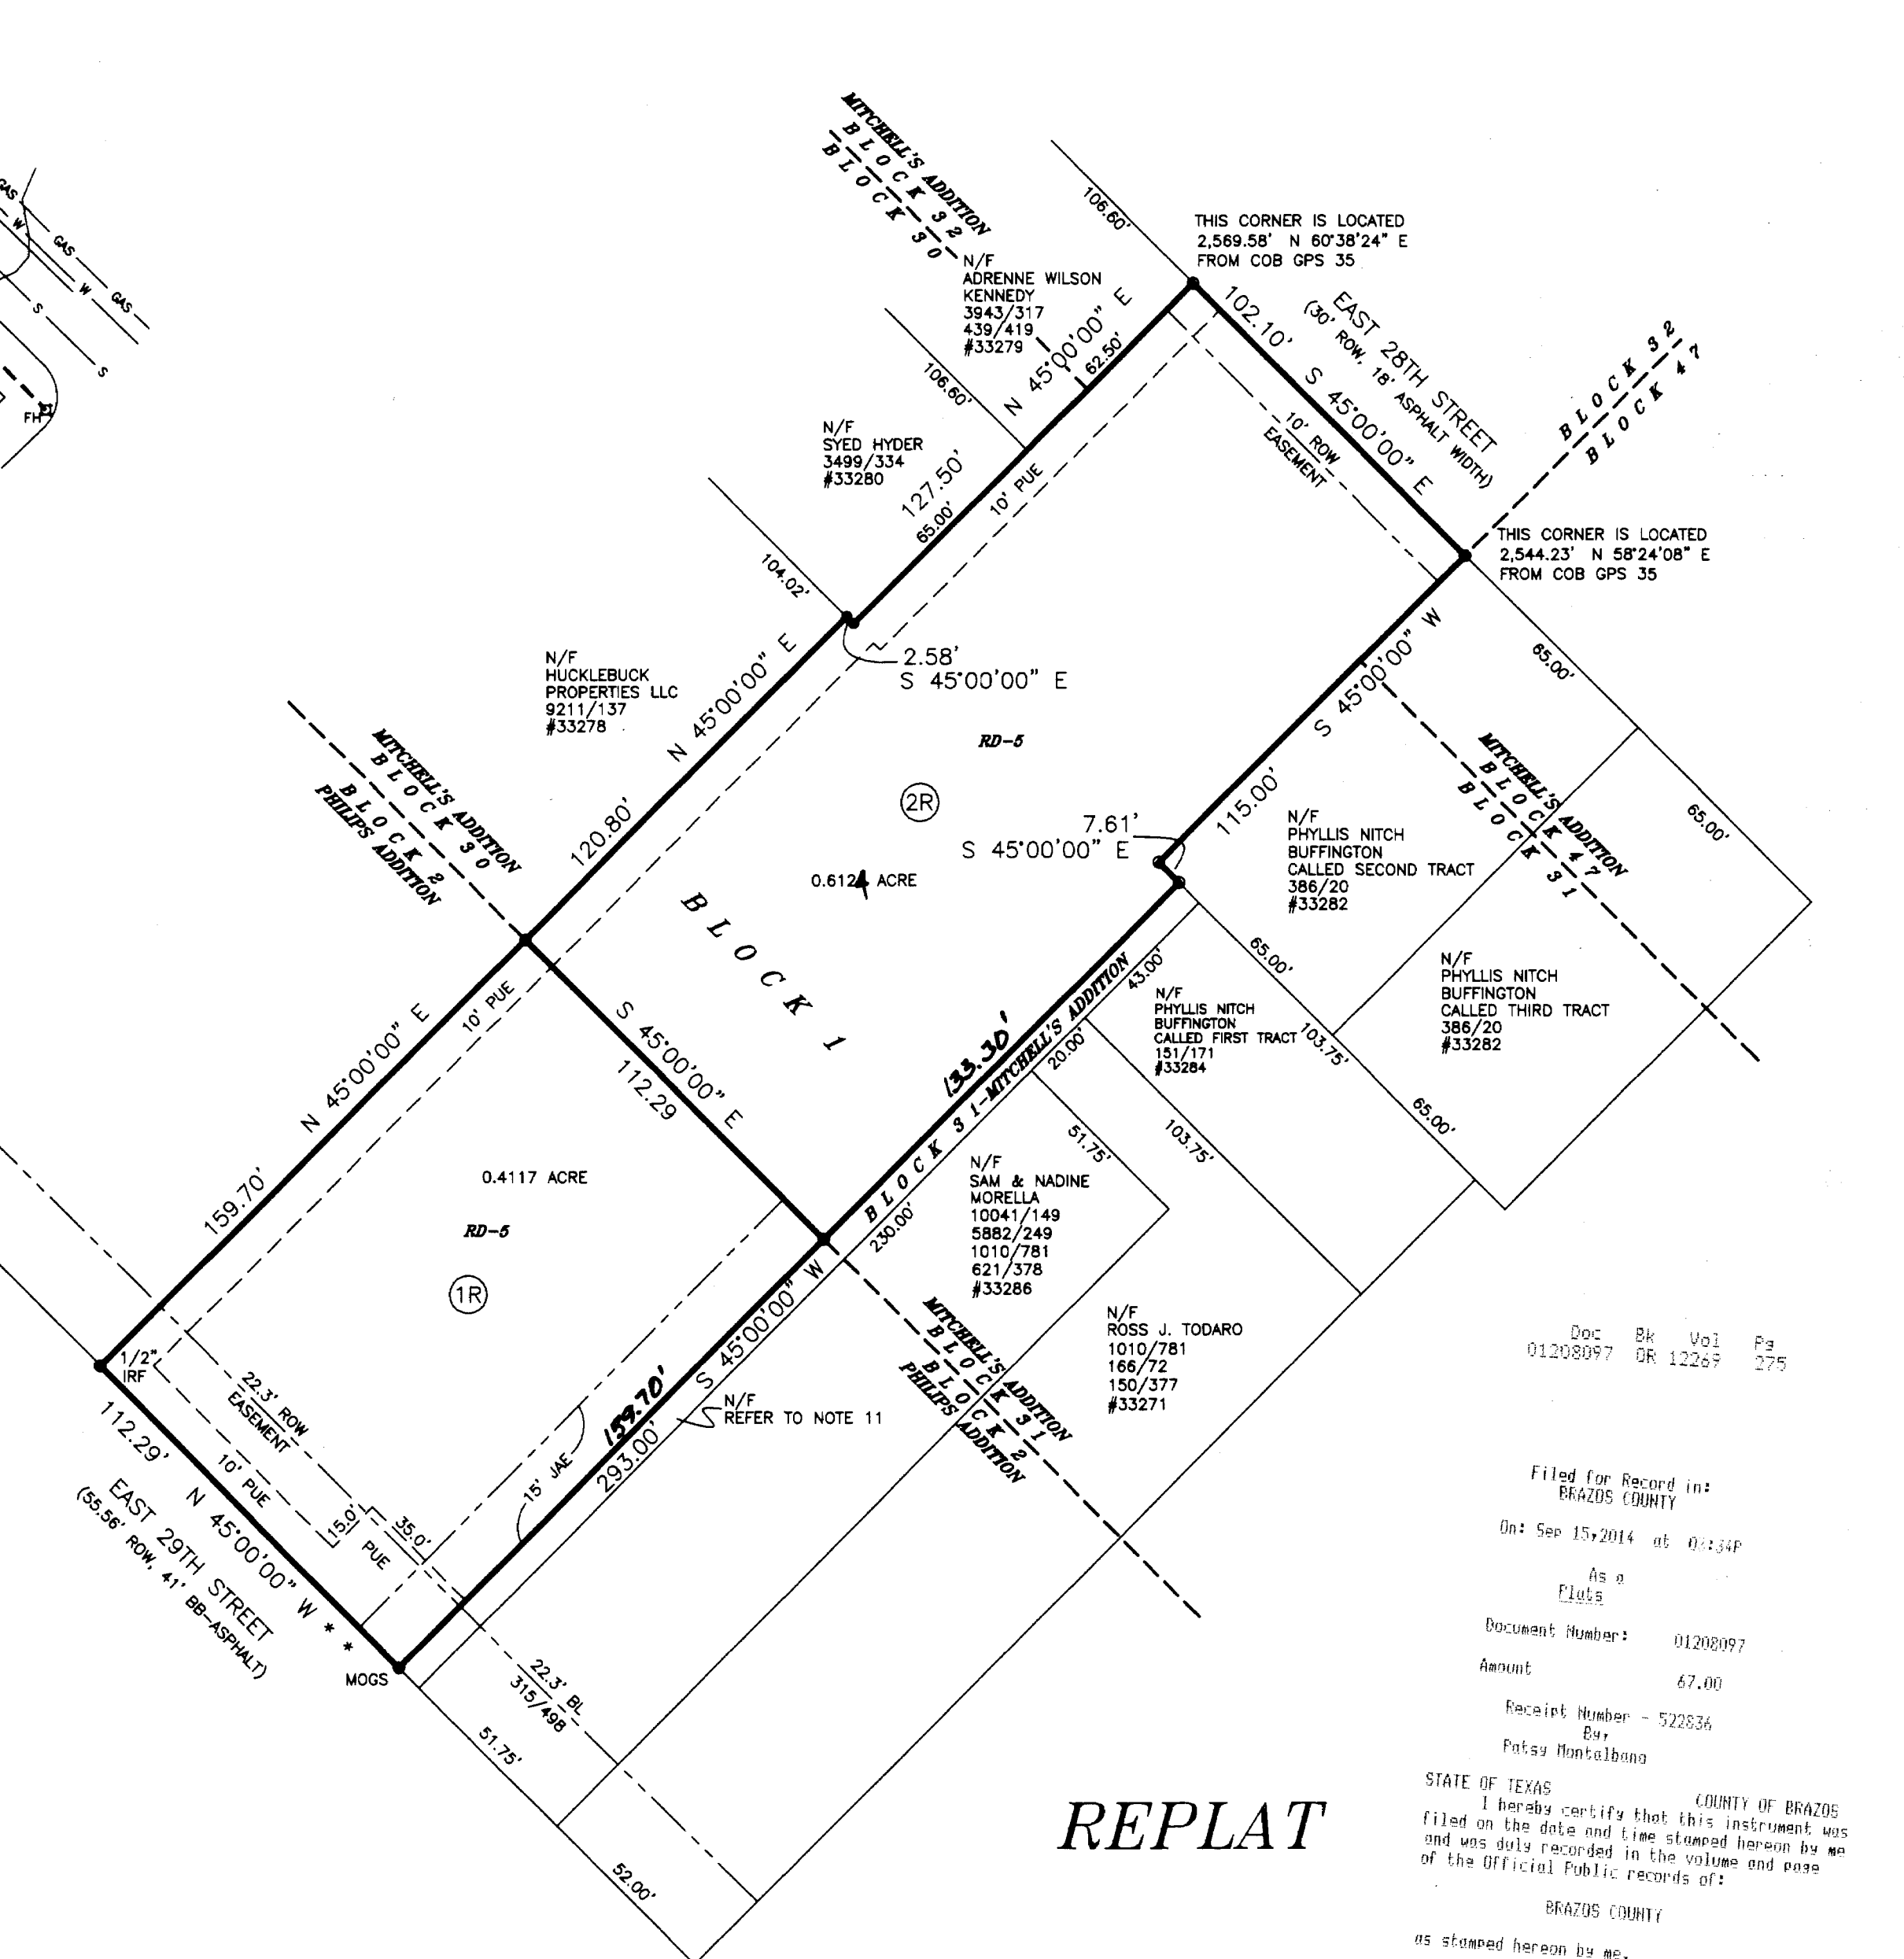 GAS
W
GAS
GAS
W
S
S
FH
MITCHELL'S ADDITION
BLOCK 32
BLOCK 30
106.60'
THIS CORNER IS LOCATED
2,569.58' N 60°38'24" E
FROM COB GPS 35
N/F
ADRENNE WILSON
KENNEDY
3943/317
439/419
#33279
106.60'
N 45°00'00" E
62.50'
102.10' S 45°00'00" E
EAST 28TH STREET
(30' ROW, 18' ASPHALT WIDTH)
10' ROW
EASEMENT
BLOCK 32
BLOCK 47
THIS CORNER IS LOCATED
2,544.23' N 58°24'08" E
FROM COB GPS 35
N/F
SYED HYDER
3499/334
#33280
127.50'
65.00'
10' PUE
104.02'
2.58'
S 45°00'00" E
N/F
HUCKLEBUCK
PROPERTIES LLC
9211/137
#33278
N 45°00'00" E
120.80'
MITCHELL'S ADDITION
BLOCK 30
BLOCK 2
PHILIPS ADDITION
RD-5
2R
0.6124 ACRE
BLOCK 1
7.61'
S 45°00'00" E
S 45°00'00" W
115.00'
65.00'
65.00'
MITCHELL'S ADDITION
BLOCK 47
BLOCK 31
N/F
PHYLLIS NITCH
BUFFINGTON
CALLED SECOND TRACT
386/20
#33282
N/F
PHYLLIS NITCH
BUFFINGTON
CALLED THIRD TRACT
386/20
#33282
65.00'
43.00'
N/F
PHYLLIS NITCH
BUFFINGTON
CALLED FIRST TRACT
151/171
#33284
103.75'
65.00'
133.30'
BLOCK 31-MITCHELL'S ADDITION
20.00'
51.75'
103.75'
230.00'
N/F
SAM & NADINE
MORELLA
10041/149
5882/249
1010/781
621/378
#33286
N/F
ROSS J. TODARO
1010/781
166/72
150/377
#33271
MITCHELL'S ADDITION
BLOCK 31
BLOCK 2
PHILIPS ADDITION
10' PUE
N 45°00'00" E
159.70'
S 45°00'00" E
112.29
0.4117 ACRE
RD-5
1R
1/2"
IRF
22.3' ROW
EASEMENT
10' PUE
15.0'
35.0'
PUE
15' JAE
159.70'
S 45°00'00" W
293.00'
N/F
REFER TO NOTE 11
112.29' N 45°00'00" W * *
EAST 29TH STREET
(55.56' ROW, 41' BB-ASPHALT)
MOGS
22.3' BL
315/498
51.75'
52.00'
REPLAT
Doc Bk Vol Pg
01208097 OR 12269 275
Filed for Record in:
BRAZOS COUNTY
On: Sep 15,2014 at
As a
Plats
Document Number: 01208097
Amount 67.00
Receipt Number - 522836
By,
Patsy Montalbano
STATE OF TEXAS COUNTY OF BRAZOS
I hereby certify that this instrument was
filed on the date and time stamped hereon by me
and was duly recorded in the volume and page
of the Official Public records of:
BRAZOS COUNTY
as stamped hereon by me.